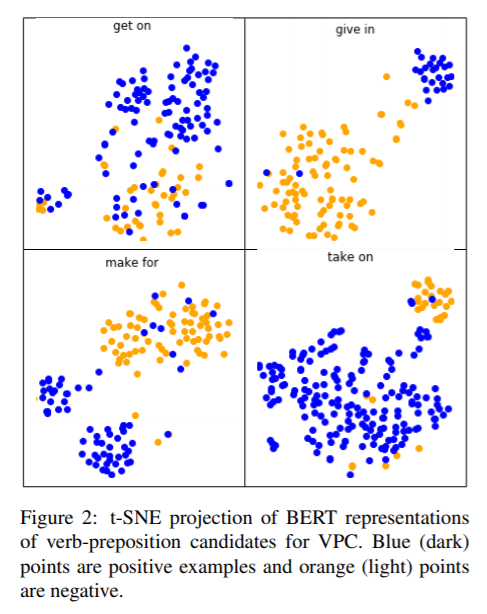 get on
give in
make for
take on
Figure 2: t-SNE projection of BERT representations
of verb-preposition candidates for VPC. Blue (dark)
points are positive examples and orange (light) points
are negative.